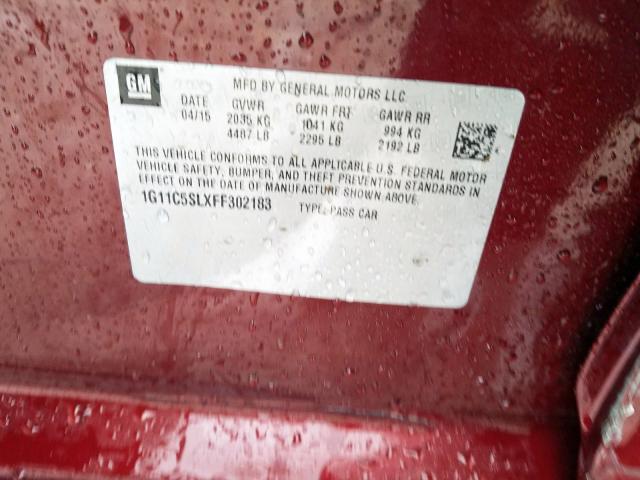 GM
MFD BY GENERAL MOTORS LLC
DATE GVWR GAWR FRT GAWR RR
04/15 2035 KG 1041 KG 994 KG
4487 LB 2295 LB 2192 LB
THIS VEHICLE CONFORMS TO ALL APPLICABLE U.S. FEDERAL MOTOR
VEHICLE SAFETY, BUMPER, AND THEFT PREVENTION STANDARDS IN
EFFECT ON THE DATE OF MANUFACTURE SHOWN ABOVE.
1G11C5SLXFF302183 TYPE: PASS CAR